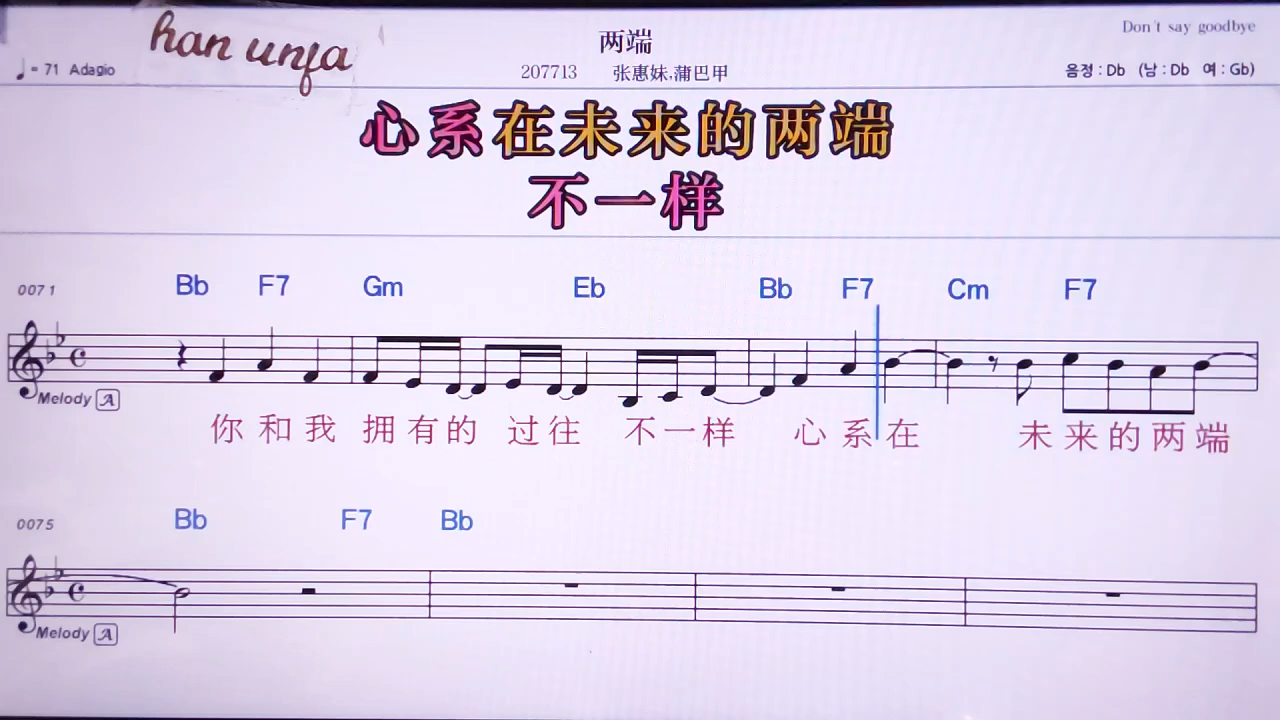 han unfa
两端
Don't say goodbye
♩= 71 Adagio
207713 张惠妹,蒲巴甲
음정 : Db (남 : Db 여 : Gb)
心系在未来的两端
不一样
0071 Bb F7 Gm Eb Bb F7 Cm F7
Melody A
你和我 拥有的 过往 不一样 心系在 未来的两端
0075 Bb F7 Bb
Melody A